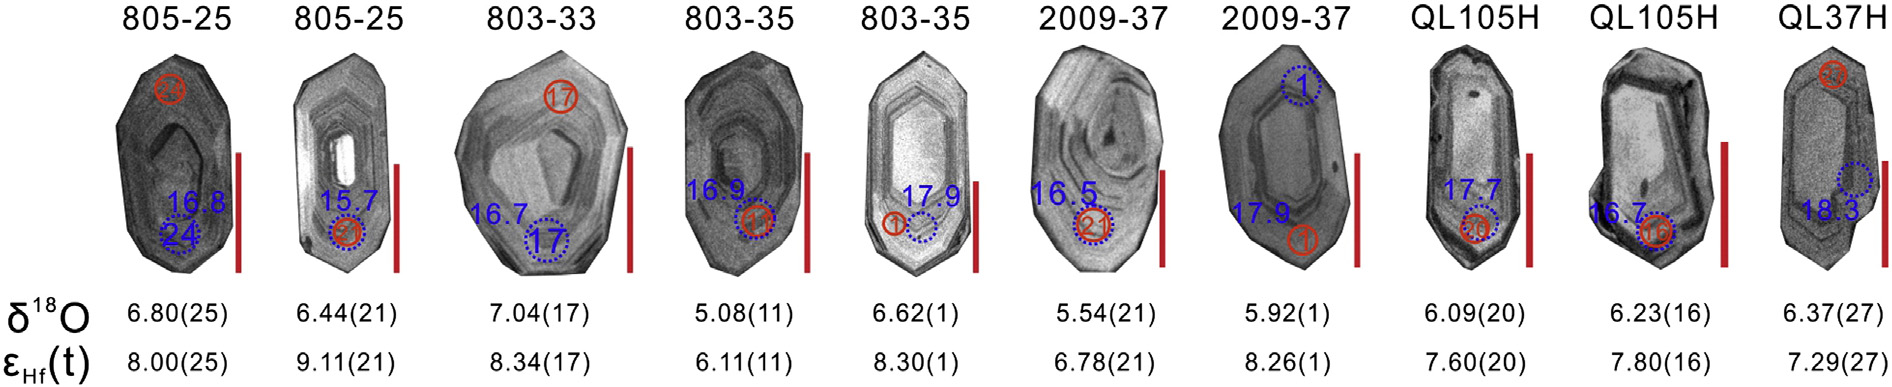 805-25 805-25 803-33 803-35 803-35 2009-37 2009-37 QL105H QL105H QL37H
24 17 1 27
16.8 15.7 16.7 16.9 17.9 16.5 17.9 17.7 16.7 18.3
24 21 17 11 1 21 1 20 16
δ18O 6.80(25) 6.44(21) 7.04(17) 5.08(11) 6.62(1) 5.54(21) 5.92(1) 6.09(20) 6.23(16) 6.37(27)
εHf(t) 8.00(25) 9.11(21) 8.34(17) 6.11(11) 8.30(1) 6.78(21) 8.26(1) 7.60(20) 7.80(16) 7.29(27)